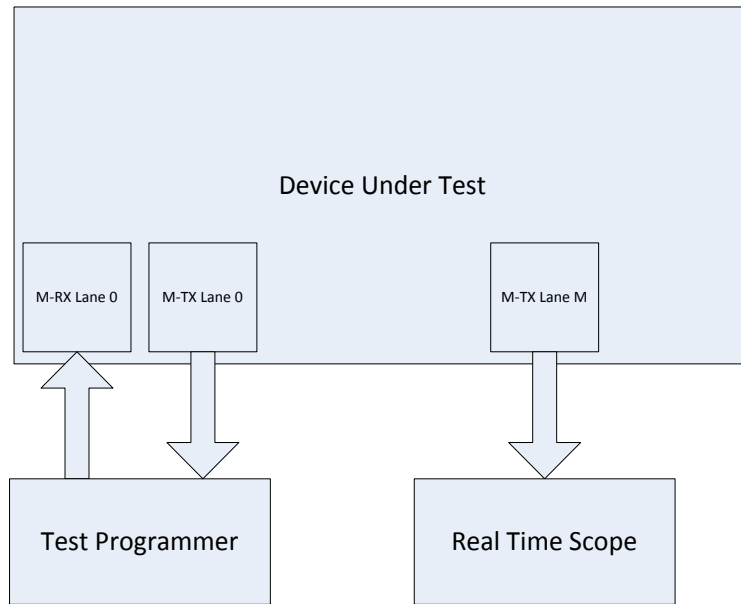 Device Under Test
M-RX Lane 0
M-TX Lane 0
M-TX Lane M
Test Programmer
Real Time Scope